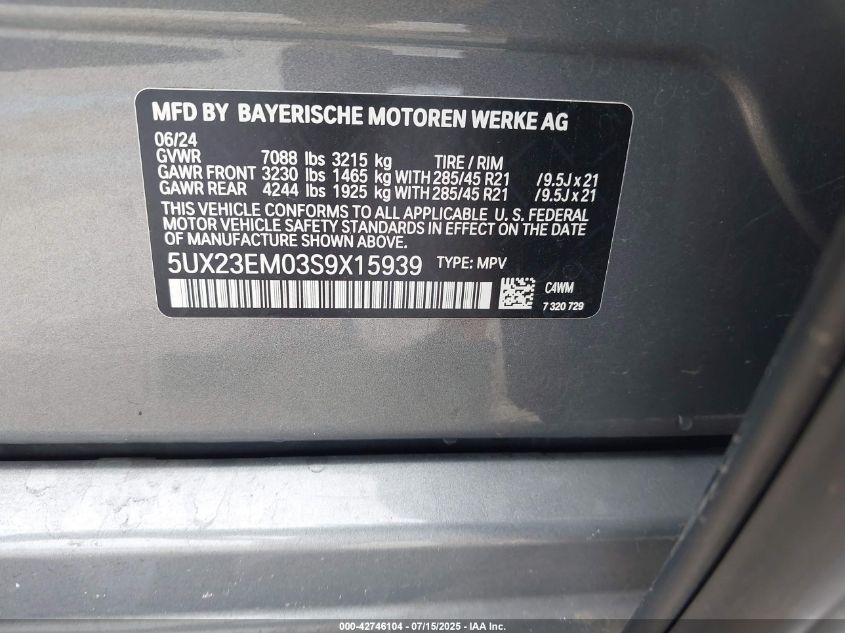 MFD BY BAYERISCHE MOTOREN WERKE AG
06/24
GVWR 7088 lbs 3215 kg TIRE / RIM
GAWR FRONT 3230 lbs 1465 kg WITH 285/45 R21 /9.5J x 21
GAWR REAR 4244 lbs 1925 kg WITH 285/45 R21 /9.5J x 21
THIS VEHICLE CONFORMS TO ALL APPLICABLE U. S. FEDERAL
MOTOR VEHICLE SAFETY STANDARDS IN EFFECT ON THE DATE
OF MANUFACTURE SHOWN ABOVE.
5UX23EM03S9X15939 TYPE: MPV
C4WM
7 320 729
000-42746104 - 07/15/2025 - IAA Inc.